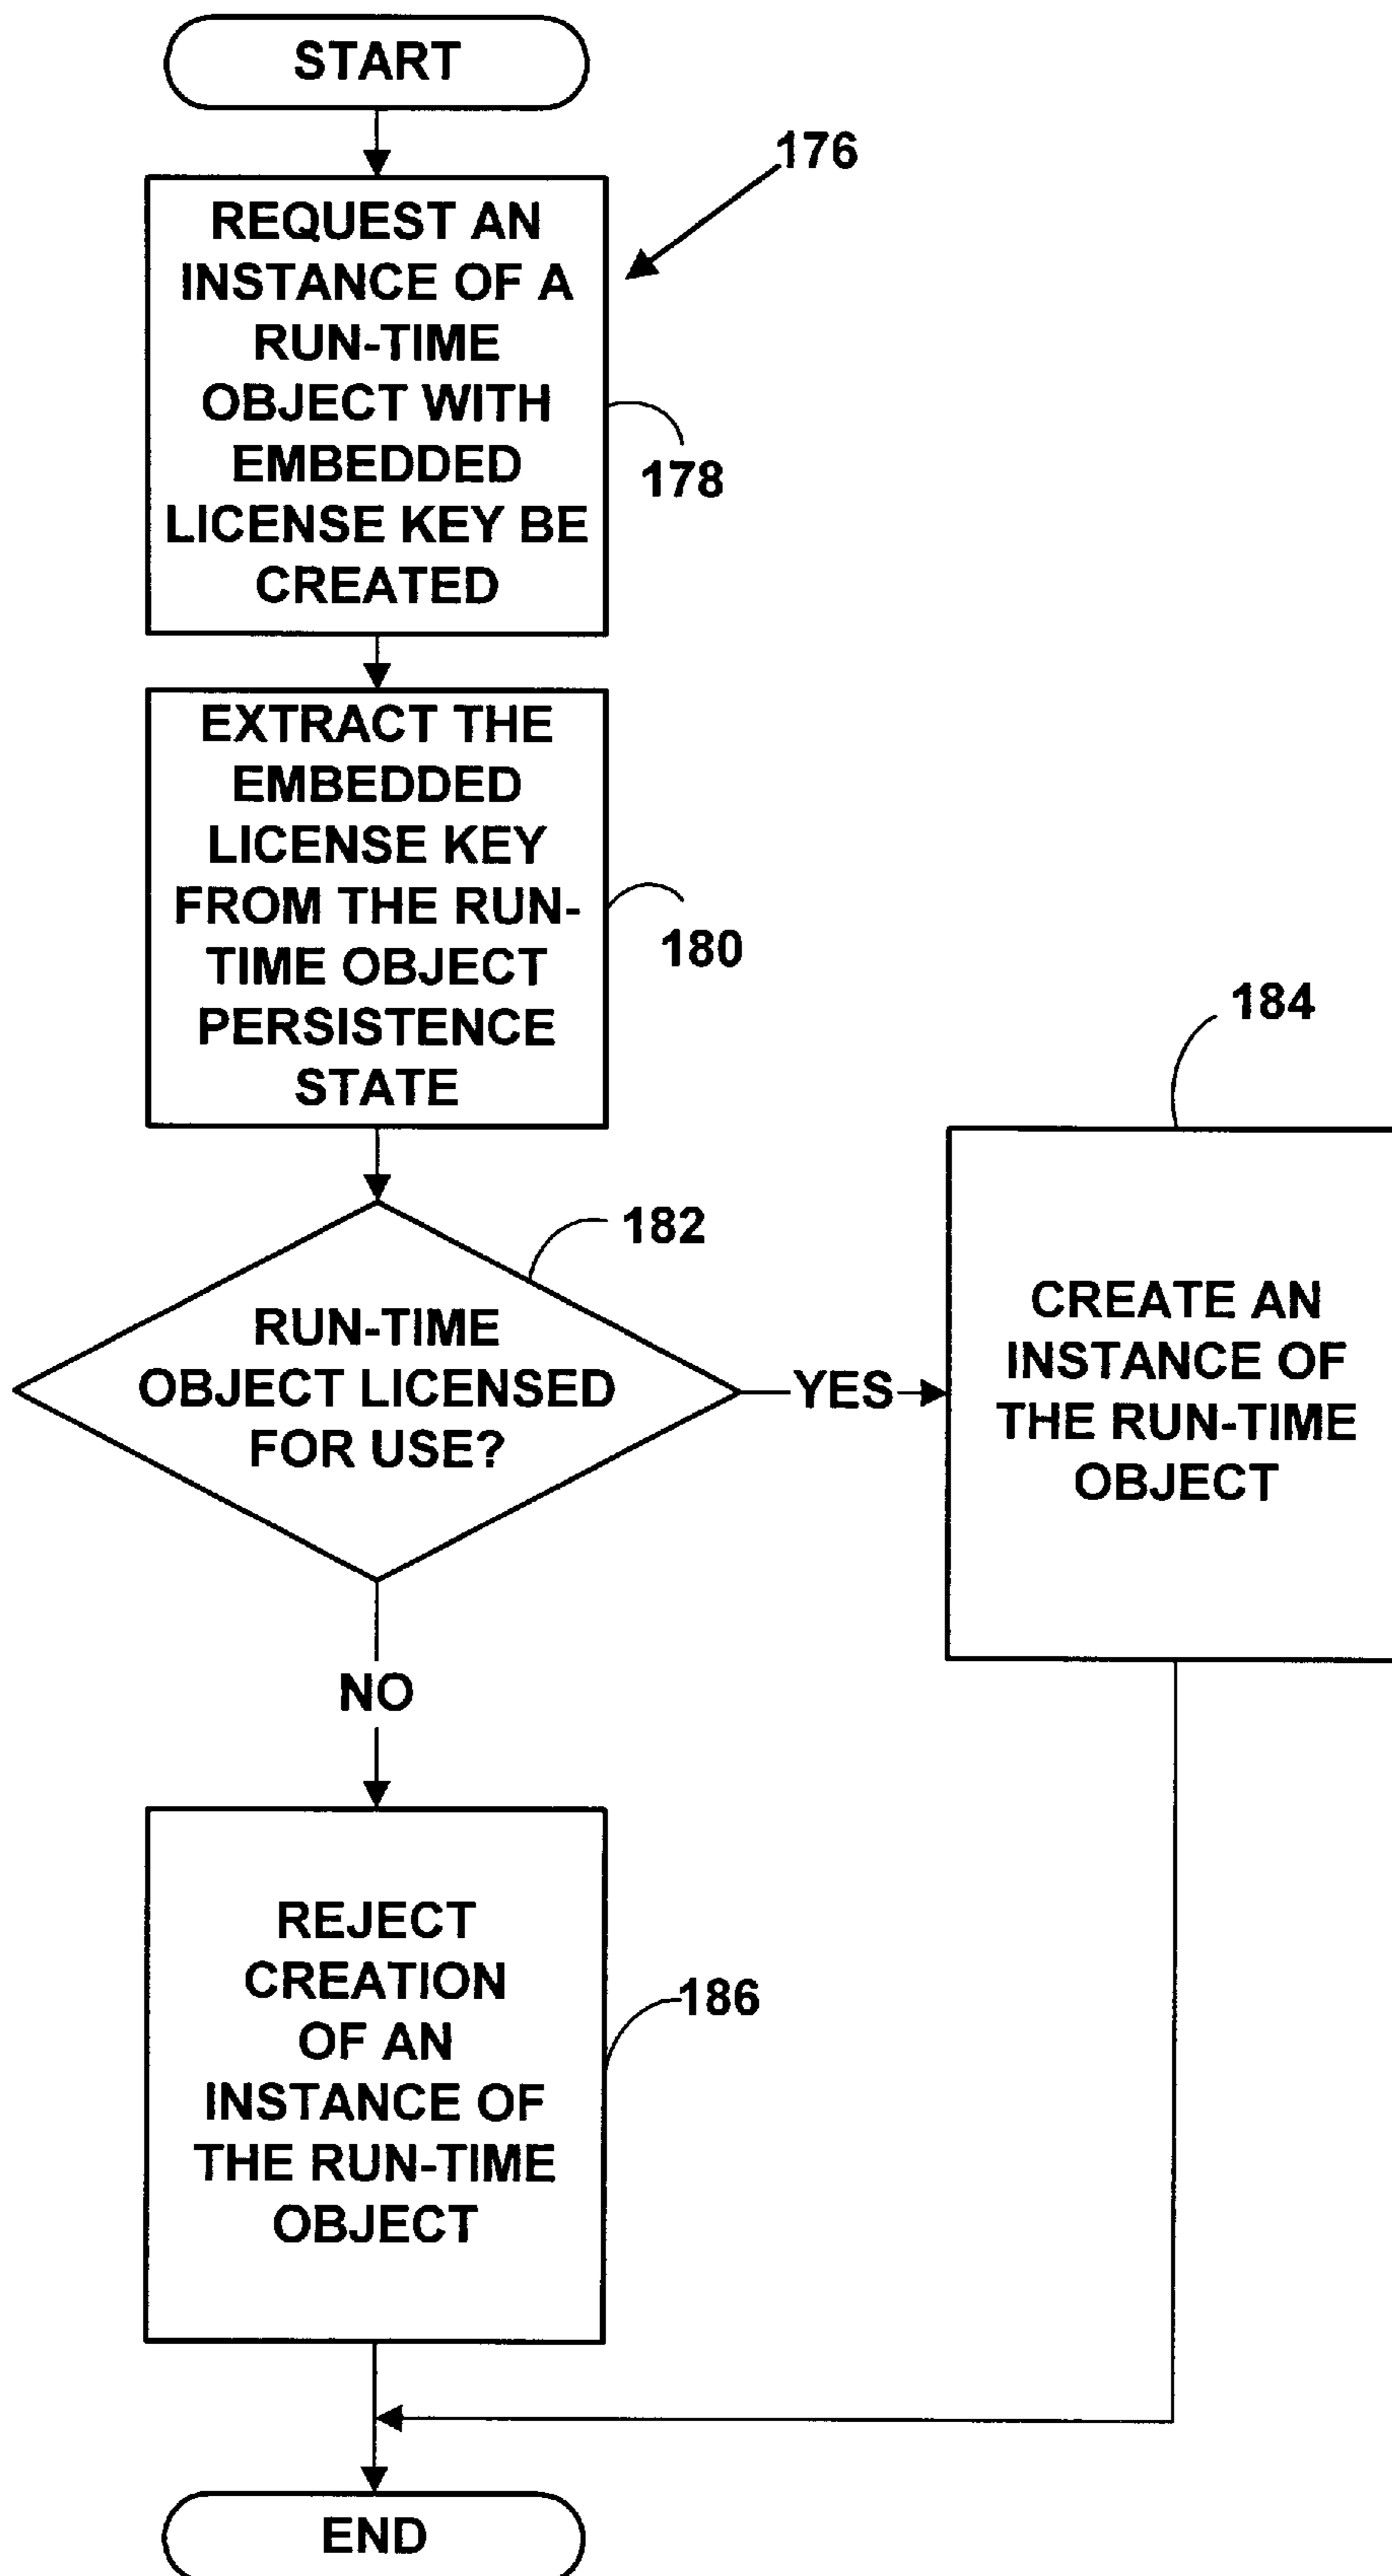 START
176
REQUEST AN
INSTANCE OF A
RUN-TIME
OBJECT WITH
EMBEDDED
LICENSE KEY BE
CREATED
178
EXTRACT THE
EMBEDDED
LICENSE KEY
FROM THE RUN-
TIME OBJECT
PERSISTENCE
STATE
180
182
RUN-TIME
OBJECT LICENSED
FOR USE?
YES
184
CREATE AN
INSTANCE OF
THE RUN-TIME
OBJECT
NO
REJECT
CREATION
OF AN
INSTANCE OF
THE RUN-TIME
OBJECT
186
END